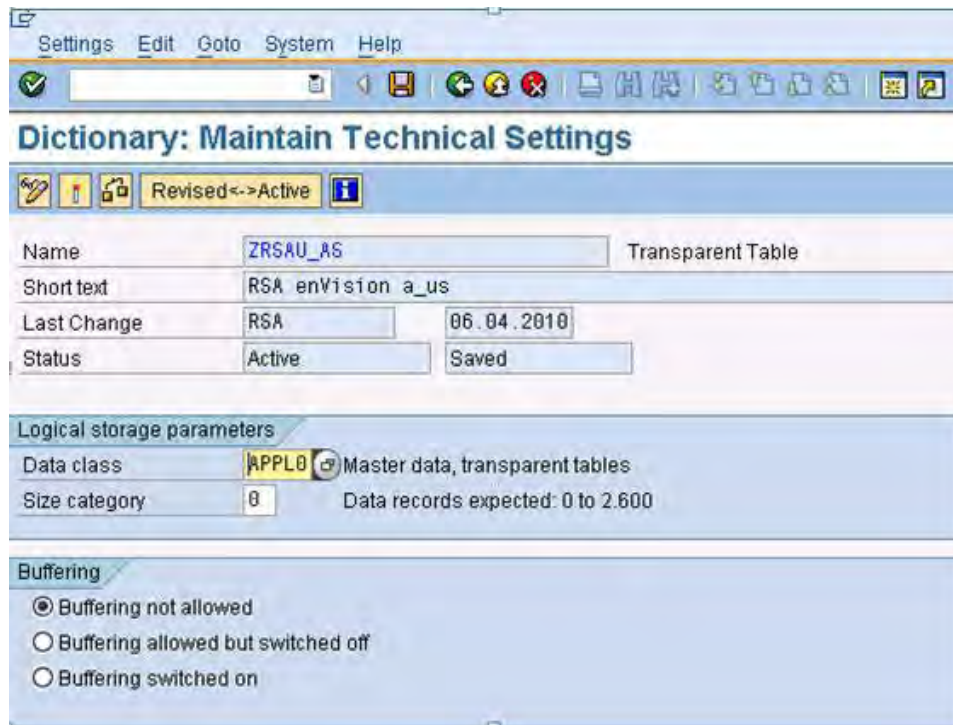 Settings Edit Goto System Help
Dictionary: Maintain Technical Settings
Revised<->Active
Name ZRSAU_AS Transparent Table
Short text RSA enVision a_us
Last Change RSA 06.04.2010
Status Active Saved
Logical storage parameters
Data class APPL0 Master data, transparent tables
Size category 0 Data records expected: 0 to 2.600
Buffering
Buffering not allowed
Buffering allowed but switched off
Buffering switched on